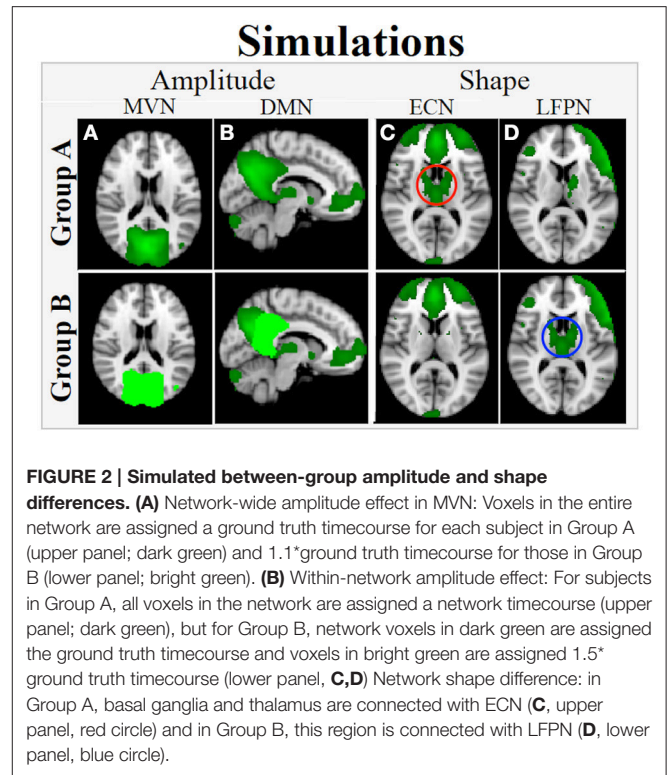 Simulations
Amplitude Shape
MVN DMN ECN LFPN
A B C D
Group A
Group B
FIGURE 2 | Simulated between-group amplitude and shape
differences. (A) Network-wide amplitude effect in MVN: Voxels in the entire
network are assigned a ground truth timecourse for each subject in Group A
(upper panel; dark green) and 1.1*ground truth timecourse for those in Group
B (lower panel; bright green). (B) Within-network amplitude effect: For subjects
in Group A, all voxels in the network are assigned a network timecourse (upper
panel; dark green), but for Group B, network voxels in dark green are assigned
the ground truth timecourse and voxels in bright green are assigned 1.5*
ground truth timecourse (lower panel, C,D) Network shape difference: in
Group A, basal ganglia and thalamus are connected with ECN (C, upper
panel, red circle) and in Group B, this region is connected with LFPN (D, lower
panel, blue circle).